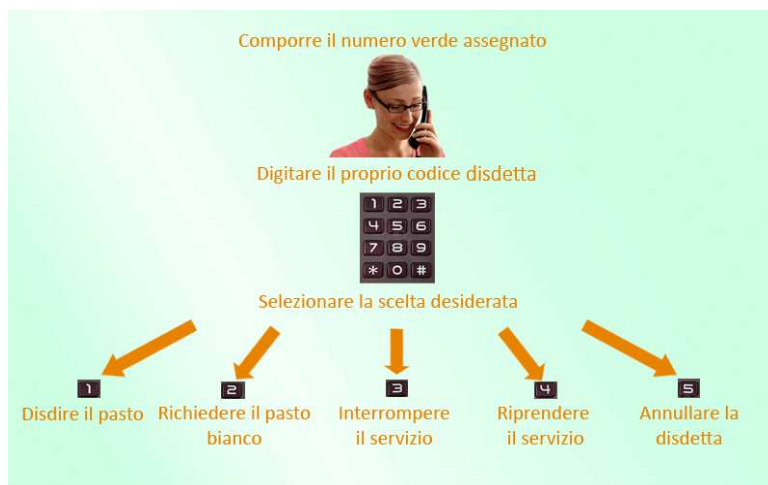 Comporre il numero verde assegnato
Digitare il proprio codice disdetta
1 2 3
4 5 6
7 8 9
* 0 #
Selezionare la scelta desiderata
1
Disdire il pasto
2
Richiedere il pasto
bianco
3
Interrompere
il servizio
4
Riprendere
il servizio
5
Annullare la
disdetta